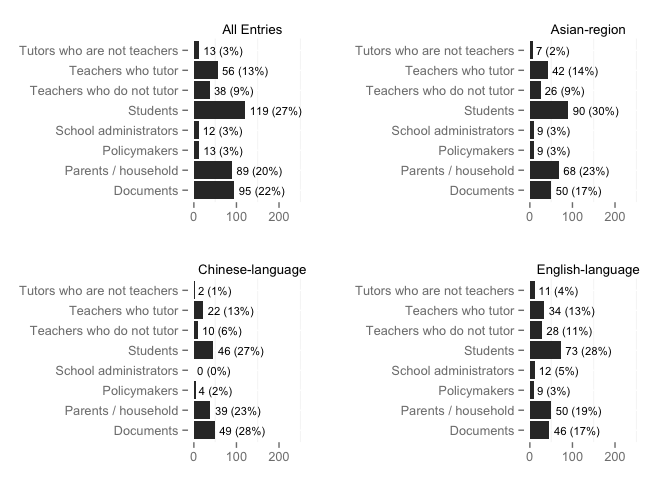 All Entries
Tutors who are not teachers 13 (3%)
Teachers who tutor 56 (13%)
Teachers who do not tutor 38 (9%)
Students 119 (27%)
School administrators 12 (3%)
Policymakers 13 (3%)
Parents / household 89 (20%)
Documents 95 (22%)
0 100 200
Asian-region
Tutors who are not teachers 7 (2%)
Teachers who tutor 42 (14%)
Teachers who do not tutor 26 (9%)
Students 90 (30%)
School administrators 9 (3%)
Policymakers 9 (3%)
Parents / household 68 (23%)
Documents 50 (17%)
0 100 200
Chinese-language
Tutors who are not teachers 2 (1%)
Teachers who tutor 22 (13%)
Teachers who do not tutor 10 (6%)
Students 46 (27%)
School administrators 0 (0%)
Policymakers 4 (2%)
Parents / household 39 (23%)
Documents 49 (28%)
0 100 200
English-language
Tutors who are not teachers 11 (4%)
Teachers who tutor 34 (13%)
Teachers who do not tutor 28 (11%)
Students 73 (28%)
School administrators 12 (5%)
Policymakers 9 (3%)
Parents / household 50 (19%)
Documents 46 (17%)
0 100 200